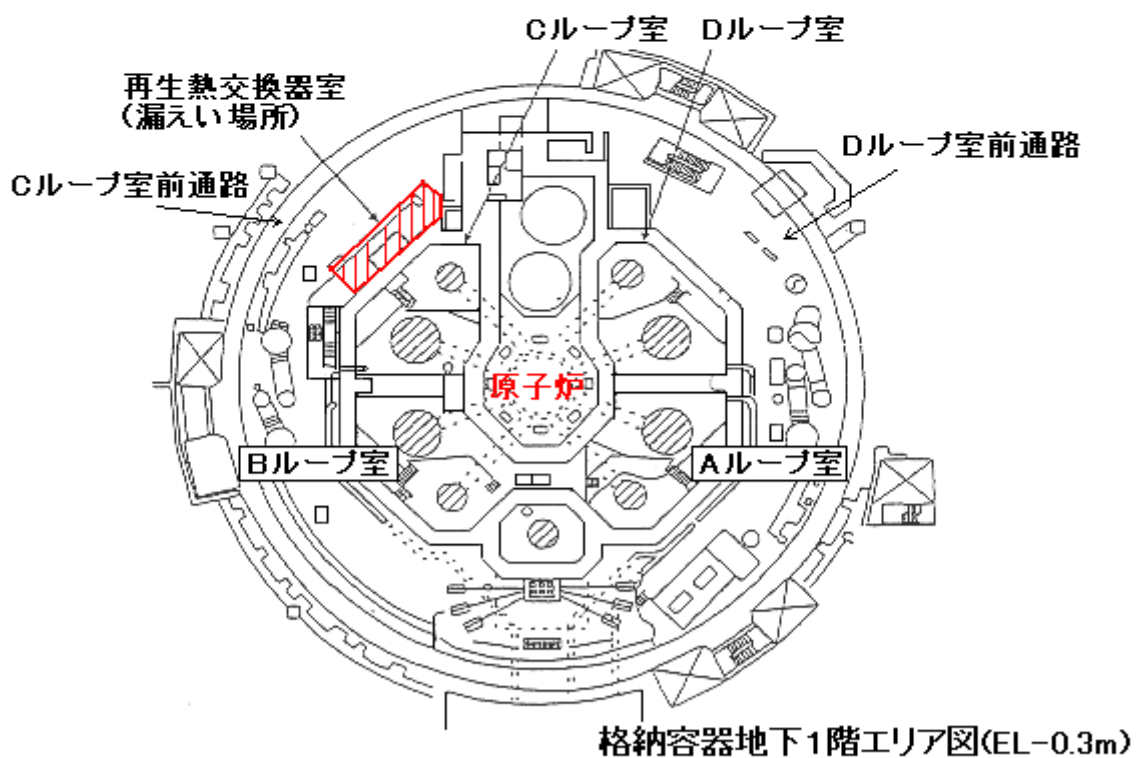 Cループ室 Dループ室
再生熱交換器室
(漏えい場所)
Dループ室前通路
Cループ室前通路
原子炉
Bループ室
Aループ室
格納容器地下1階エリア図(EL-0.3m)